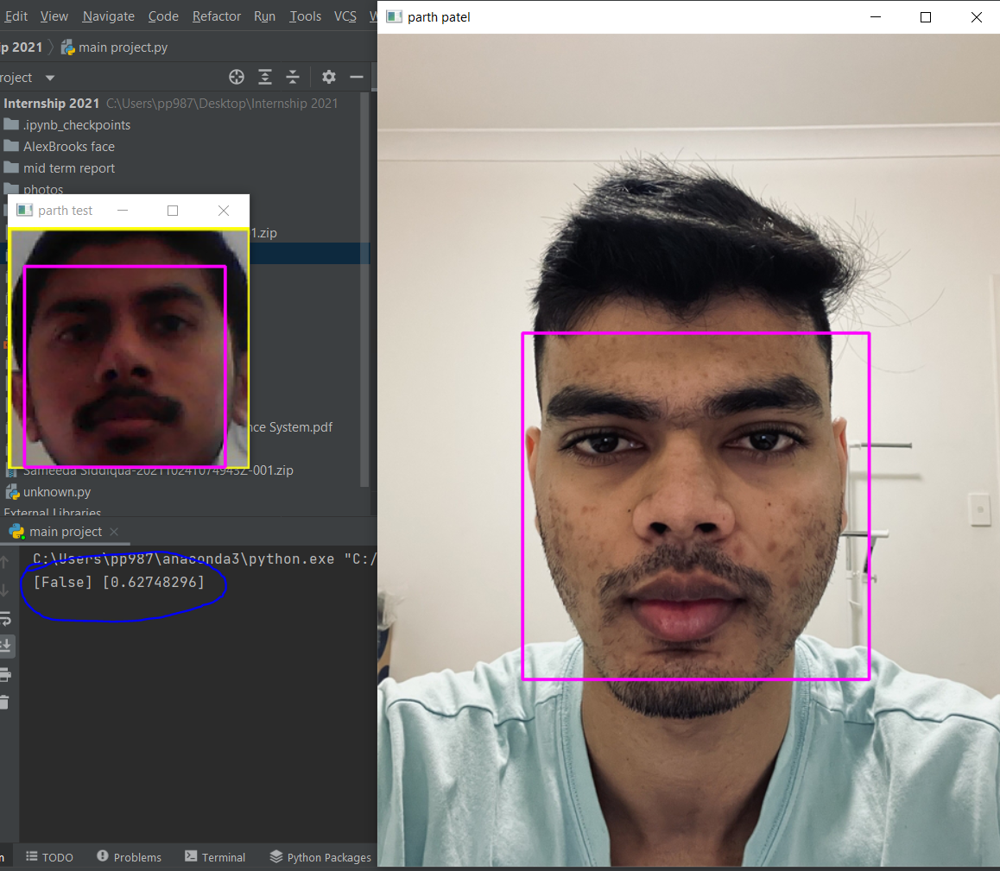 Edit View Navigate Code Refactor Run Tools VCS W
parth patel
p 2021 main project.py
roject
Internship 2021 C:\Users\pp987\Desktop\Internship 2021
.ipynb_checkpoints
AlexBrooks face
mid term report
photos
parth test
1.zip
nce System.pdf
Sameeda Siddiqua-20211024T074943Z-001.zip
unknown.py
External Libraries
main project
C:\Users\pp987\anaconda3\python.exe "C:/
[False] [0.62748296]
n TODO Problems Terminal Python Packages